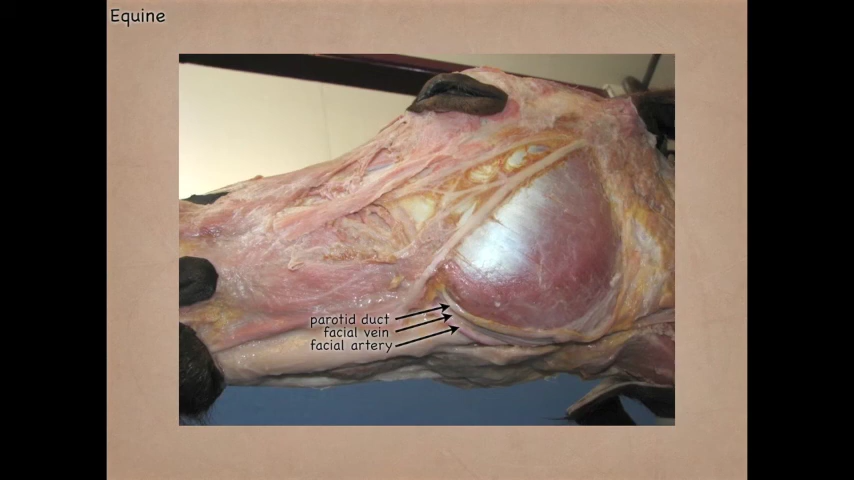 Equine
parotid duct
facial vein
facial artery